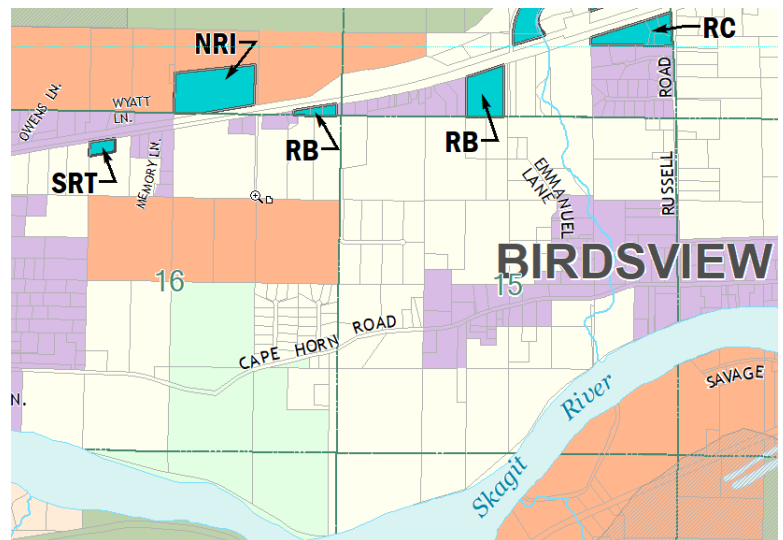 NRI
RC
OWENS LN.
WYATT
LN.
ROAD
RB
RB
SRT
MEMORY LN.
EMMANUEL
LANE
RUSSELL
BIRDSVIEW
16
15
CAPE HORN ROAD
N.
SAVAGE
Skagit River